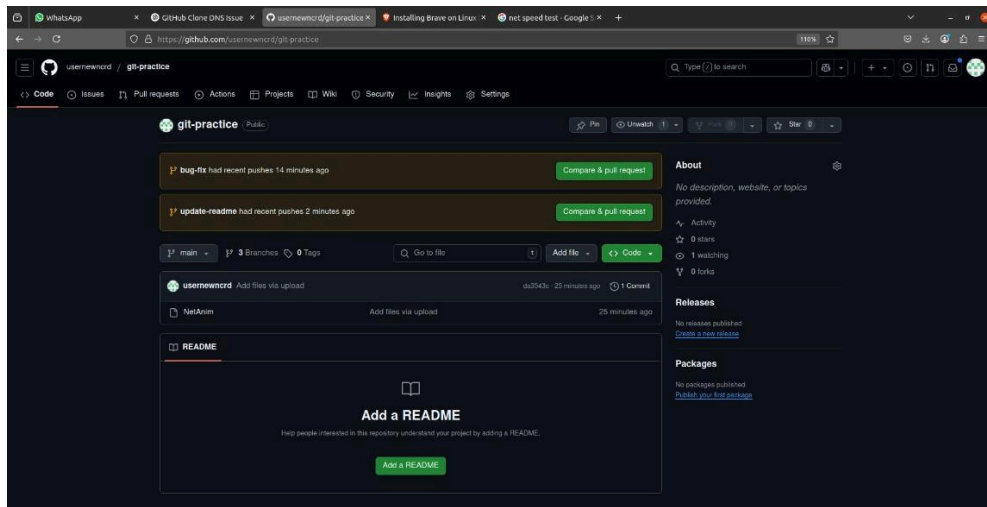 WhatsApp
GitHub Clone DNS Issue
usernewncrd/git-practice
Installing Brave on Linux
net speed test - Google S
https://github.com/usernewncrd/git-practice
110%
usernewncrd / git-practice
Type / to search
Code Issues Pull requests Actions Projects Wiki Security Insights Settings
git-practice Public
Pin Unwatch 1 Fork 0 Star 0
bug-fix had recent pushes 14 minutes ago
Compare & pull request
update-readme had recent pushes 2 minutes ago
Compare & pull request
main 3 Branches 0 Tags
Go to file t Add file Code
usernewncrd Add files via upload
da3543c · 25 minutes ago 1 Commit
NetAnim Add files via upload 25 minutes ago
README
Add a README
Help people interested in this repository understand your project by adding a README.
Add a README
About
No description, website, or topics
provided.
Activity
0 stars
1 watching
0 forks
Releases
No releases published
Create a new release
Packages
No packages published
Publish your first package